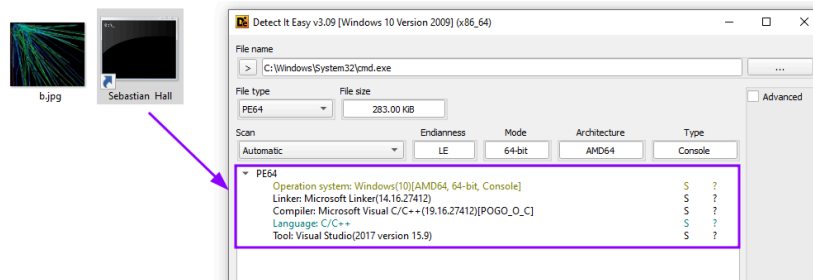 Detect It Easy v3.09 [Windows 10 Version 2009] (x86_64)
File name
> C:\Windows\System32\cmd.exe ...
File type File size
PE64 283.00 KiB Advanced
Scan Endianness Mode Architecture Type
Automatic LE 64-bit AMD64 Console
PE64
Operation system: Windows(10)[AMD64, 64-bit, Console] S ?
Linker: Microsoft Linker(14.16.27412) S ?
Compiler: Microsoft Visual C/C++(19.16.27412)[POGO_O_C] S ?
Language: C/C++ S ?
Tool: Visual Studio(2017 version 15.9) S ?
b.jpg
Sebastian Hall